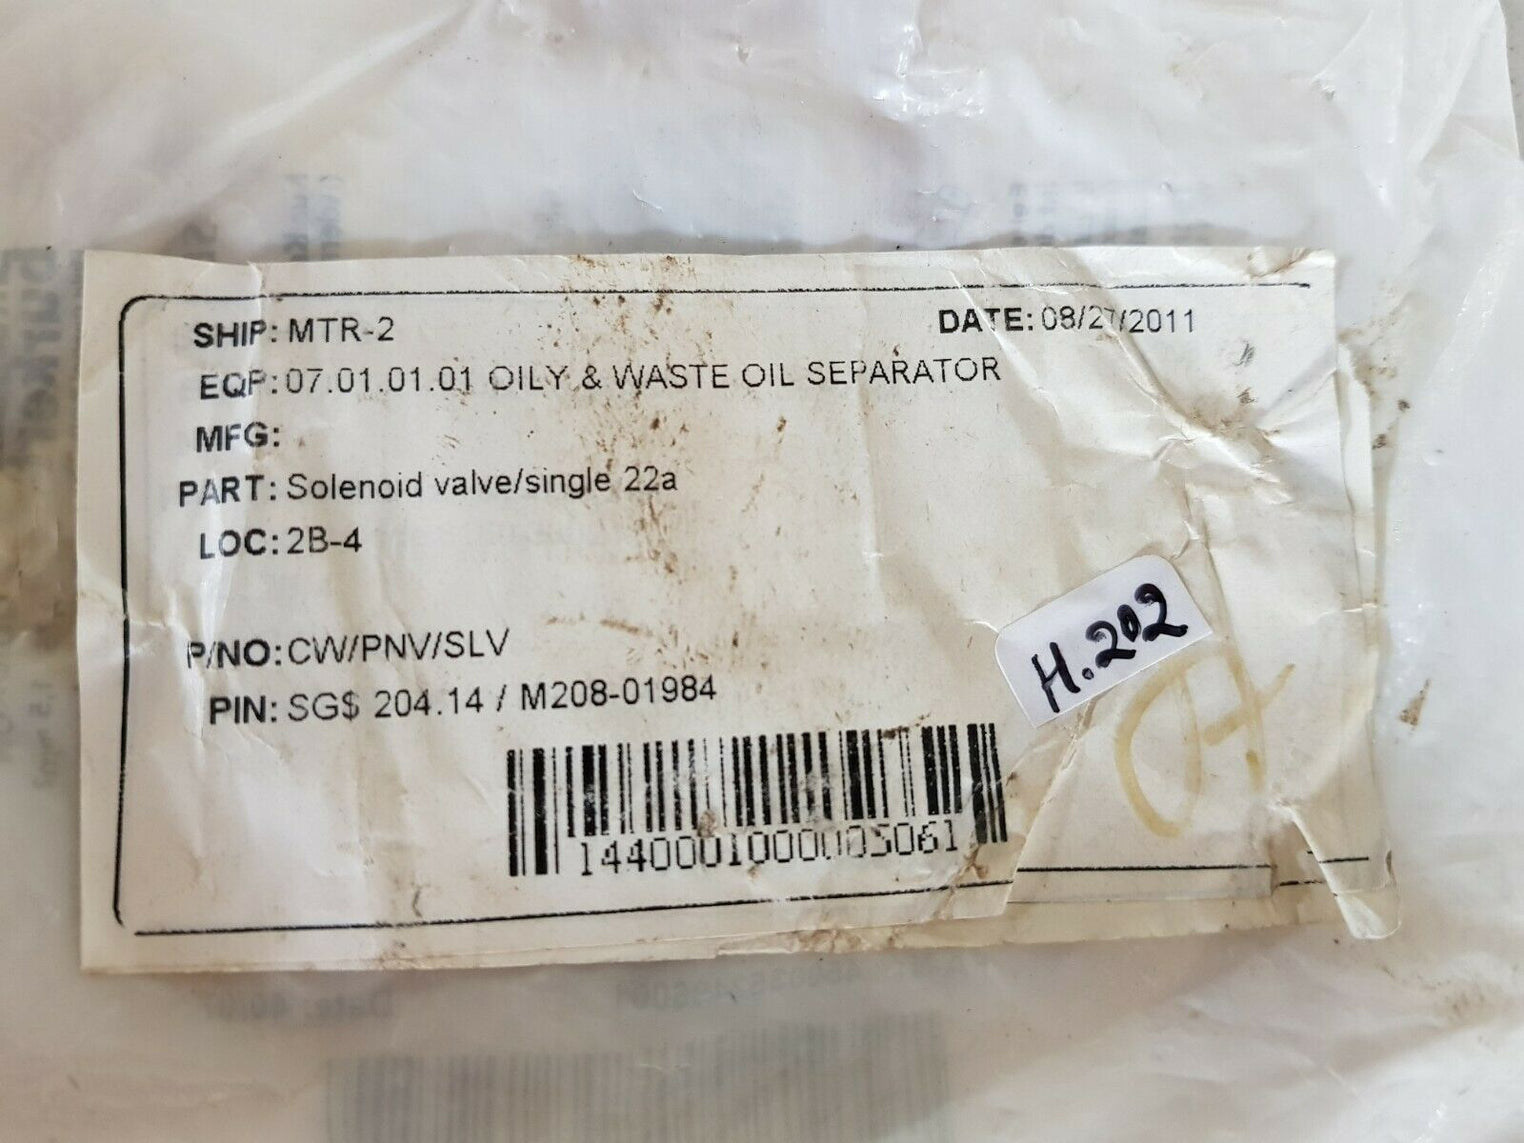 SHIP: MTR-2 DATE: 08/27/2011
EQP: 07.01.01.01 OILY & WASTE OIL SEPARATOR
MFG:
PART: Solenoid valve/single 22a
LOC: 2B-4
H.202
P/NO: CW/PNV/SLV
PIN: SG$ 204.14 / M208-01984
H
1440001000005061